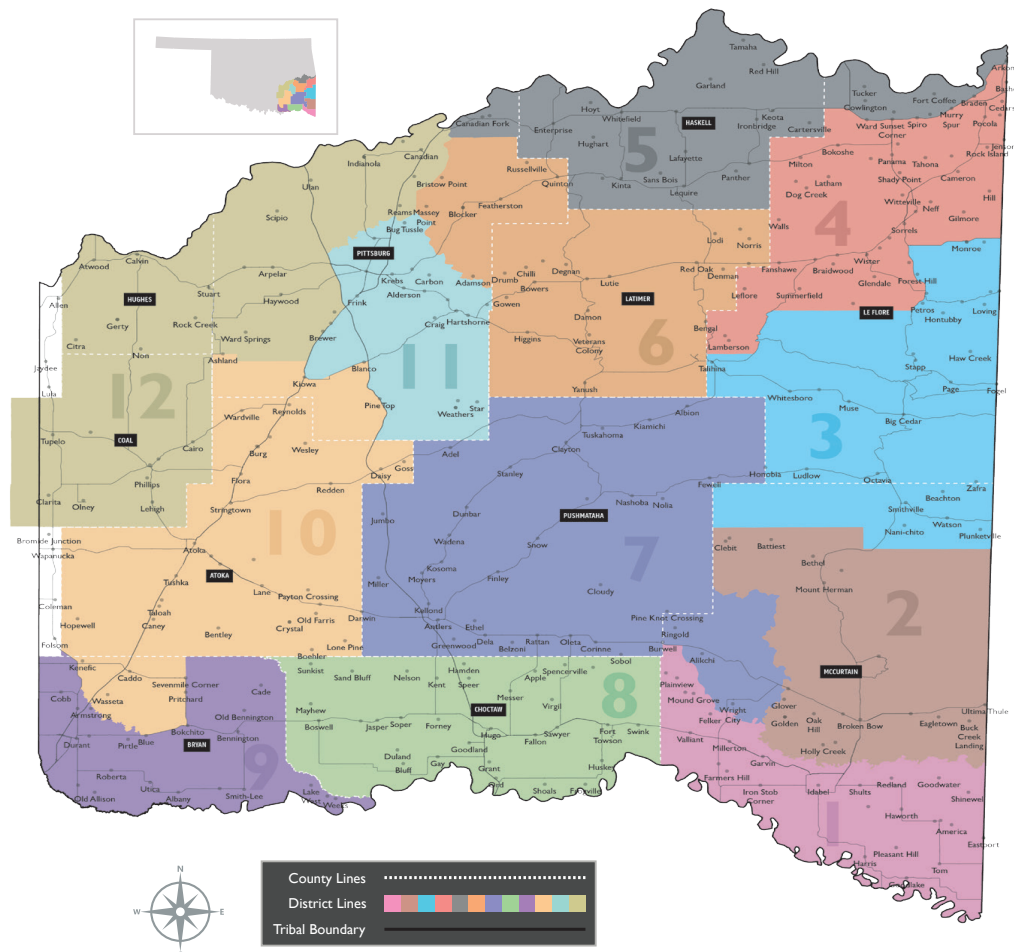 Tamaha
Red Hill
Garland
Tucker
Cowlington
Fort Coffee
Braden
Hoyt
Whitefield
HASKELL
Keota
Ironbridge
Cartersville
Canadian Fork
Enterprise
Ward
Sunset
Corner
Spiro
Murry
Spur
Pocola
Hughart
5
Lafayette
Bokoshe
Rock Island
Indianola
Canadian
Russellville
Quinton
Kinta
Sans Bois
Lequire
Panther
Milton
Panama
Tahona
Shady Point
Cameron
Ulan
Bristow Point
Latham
Dog Creek
Hill
Scipio
Reams
Massey
Point
Bug Tussle
Blocker
Featherston
Witteville
Neff
Gilmore
4
Walls
Sorrels
Lodi
Norris
Monroe
PITTSBURG
Atwood
Calvin
Arpelar
Krebs
Carbon
Alderson
Adamson
Drumb
Chilli
Bowers
Degnan
Lutie
Red Oak
Denman
Fanshawe
Braidwood
Wister
Glendale
Forest Hill
HUGHES
Stuart
Haywood
Frink
Gowen
LATIMER
Leflore
Summerfield
LE FLORE
Petros
Hontubby
Loving
Allen
Gerty
Rock Creek
Craig
Hartshorne
Damon
Bengal
Citra
Non
Ward Springs
Brewer
Higgins
Veterans
Colony
6
Lamberson
Jaydee
Ashland
Blanco
11
Talihina
Stapp
Haw Creek
Lula
12
Kiowa
Yanush
Page
Fogel
Wardville
Reynolds
Pine Top
Weathers
Star
Albion
Whitesboro
Muse
Big Cedar
Tupelo
COAL
Cairo
Burg
Wesley
Adel
Clayton
Tuskahoma
Kiamichi
3
Phillips
Flora
Daisy
Goss
Stanley
Fewell
Honobia
Ludlow
Octavia
Zafra
Clarita
Olney
Lehigh
Stringtown
Redden
Nashoba
Nolia
Beachton
Smithville
Jumbo
Dunbar
PUSHMATAHA
Watson
Nani-chito
Plunketville
Bromide Junction
Wapanucka
Atoka
10
Wadena
Snow
7
Clebit
Battiest
Bethel
ATOKA
Tushka
Lane
Payton Crossing
Miller
Kosoma
Moyers
Finley
Cloudy
Mount Herman
2
Coleman
Hopewell
Taloah
Caney
Old Farris
Crystal
Darwin
Kellond
Antlers
Ethel
Pine Knot Crossing
Ringold
Folsom
Bentley
Lone Pine
Greenwood
Dela
Belzoni
Rattan
Oleta
Corinne
Burwell
Alikchi
Kenefic
Caddo
Boehler
Sunkist
Sand Bluff
Nelson
Hamden
Speer
Kent
Spencerville
Apple
Sobol
MCCURTAIN
Cobb
Wasseta
Armstrong
Sevenmile Corner
Pritchard
Cade
8
Plainview
Mound Grove
Mayhew
Boswell
CHOCTAW
Messer
Virgil
Wright
City
Felker
Glover
Golden
Oak
Hill
Broken Bow
Ultima Thule
Eagletown
Buck
Creek
Landing
Old Bennington
Bennington
Bokchito
Jasper
Soper
Forney
Hugo
Fallon
Sawyer
Fort
Towson
Swink
Valliant
Millerton
Holly Creek
Durant
Pirtle
Blue
BRYAN
9
Duland
Bluff
Gay
Goodland
Grant
Garvin
Farmers Hill
Iron Stob
Corner
Idabel
Shults
Redland
Goodwater
Shinewell
Roberta
Utica
Albany
Smith-Lee
Lake
West
Weeks
Shoals
Old Allison
1
Haworth
America
Eastport
Pleasant Hill
Harris
Tom
N
W
E
S
County Lines
District Lines
Tribal Boundary